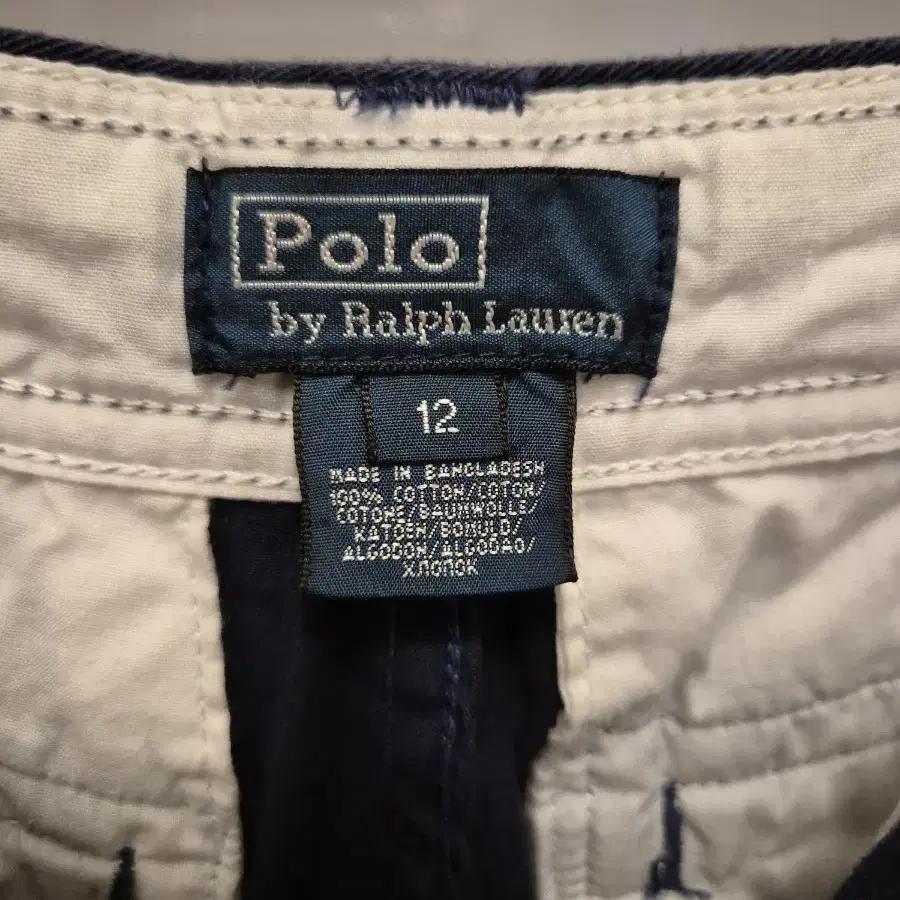 Polo
by Ralph Lauren
12
MADE IN BANGLADESH
100% COTTON/COTON/
COTONE/BAUMWOLLE/
KATOEN/BOMULD/
ALGODON/ALGODAO/
ХЛОПОК